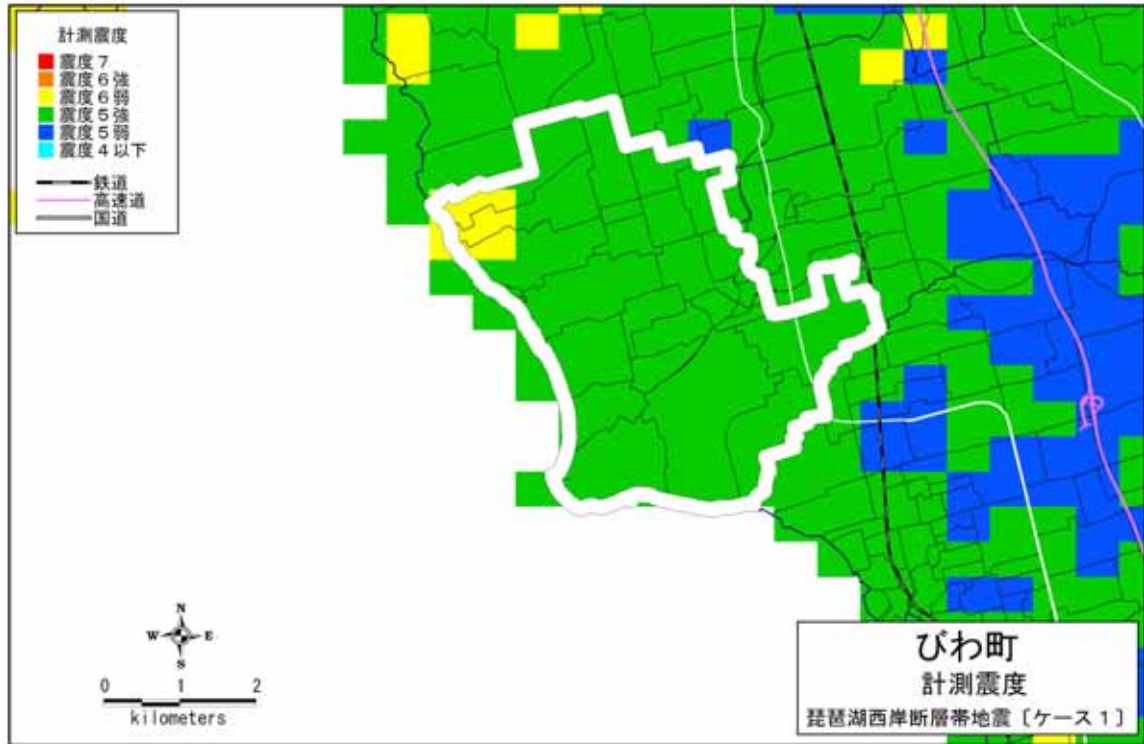 計測震度
震度7
震度6強
震度6弱
震度5強
震度5弱
震度4以下
鉄道
高速道
国道
N
W E
S
0 1 2
kilometers
びわ町
計測震度
琵琶湖西岸断層帯地震〔ケース1〕